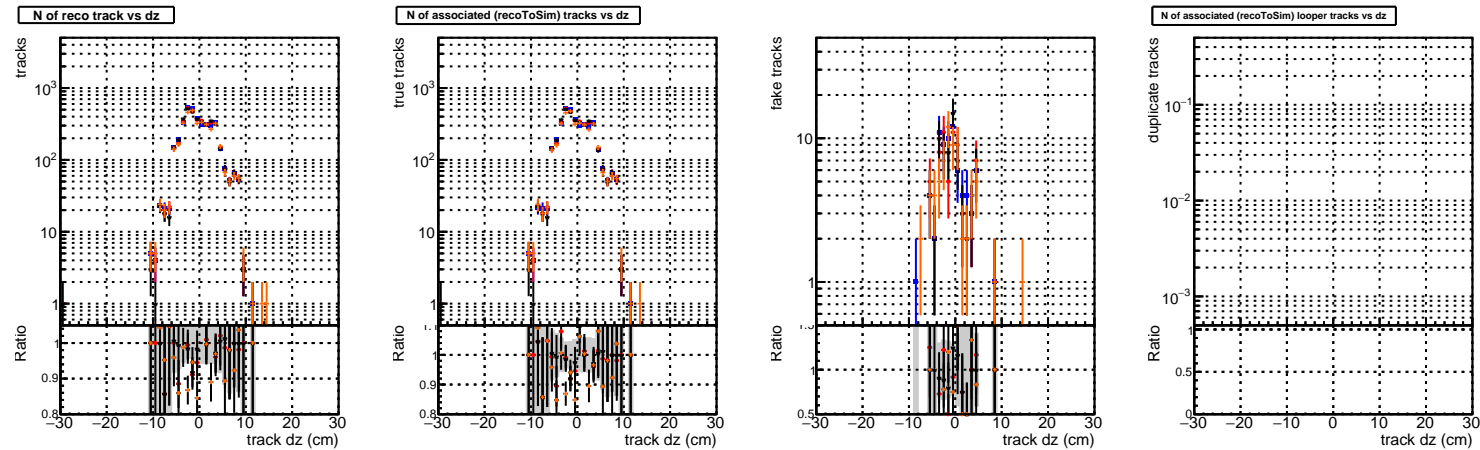 N of reco track vs dz
tracks
10³
10²
10
1
Ratio
1
0.9
0.8
−30 −20 −10 0 10 20 30
track dz (cm)
N of associated (recoToSim) tracks vs dz
true tracks
10³
10²
10
1
Ratio
1
0.9
0.8
−30 −20 −10 0 10 20 30
track dz (cm)
fake tracks
10
1
Ratio
1
0.5
−30 −20 −10 0 10 20 30
track dz (cm)
N of associated (recoToSim) looper tracks vs dz
duplicate tracks
10⁻¹
10⁻²
10⁻³
Ratio
1
0.5
0
−30 −20 −10 0 10 20 30
track dz (cm)